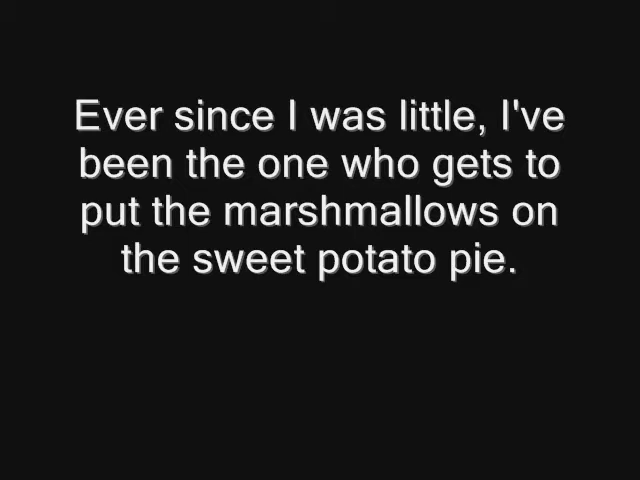 Ever since I was little, I've
been the one who gets to
put the marshmallows on
the sweet potato pie.